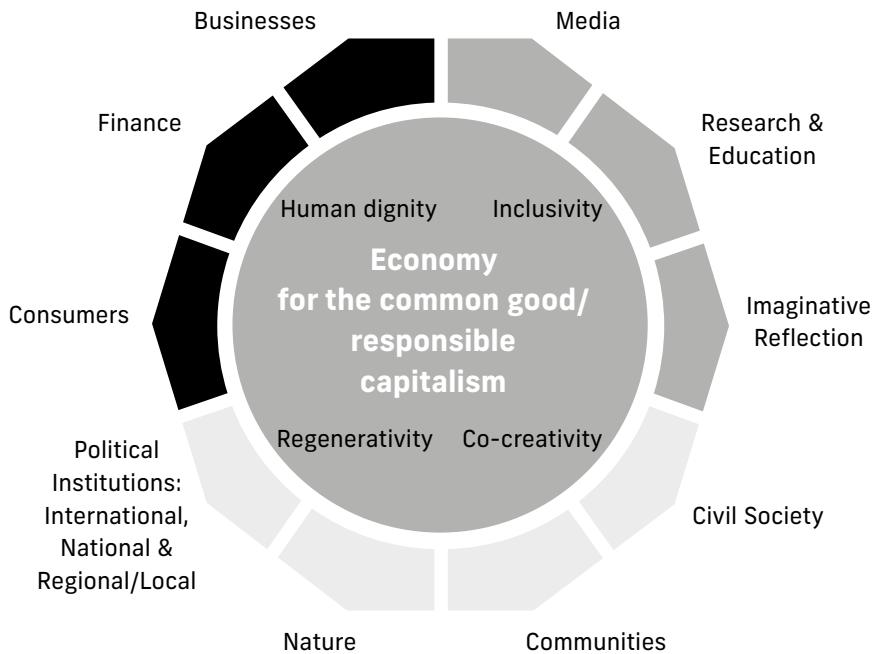 Businesses
Media
Finance
Research &
Education
Human dignity
Inclusivity
Economy
for the common good/
responsible
capitalism
Consumers
Imaginative
Reflection
Regenerativity
Co-creativity
Political
Institutions:
International,
National &
Regional/Local
Civil Society
Nature
Communities